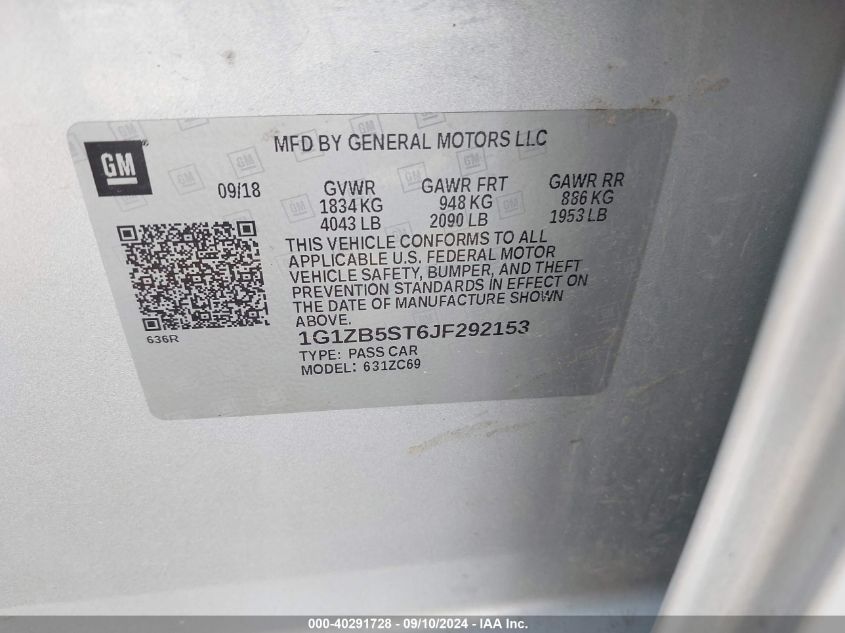 GM
MFD BY GENERAL MOTORS LLC
09/18
GVWR GAWR FRT GAWR RR
1834 KG 948 KG 886 KG
4043 LB 2090 LB 1953 LB
THIS VEHICLE CONFORMS TO ALL
APPLICABLE U.S. FEDERAL MOTOR
VEHICLE SAFETY, BUMPER, AND THEFT
PREVENTION STANDARDS IN EFFECT ON
THE DATE OF MANUFACTURE SHOWN
ABOVE.
636R
1G1ZB5ST6JF292153
TYPE: PASS CAR
MODEL: 631ZC69
000-40291728 - 09/10/2024 - IAA Inc.